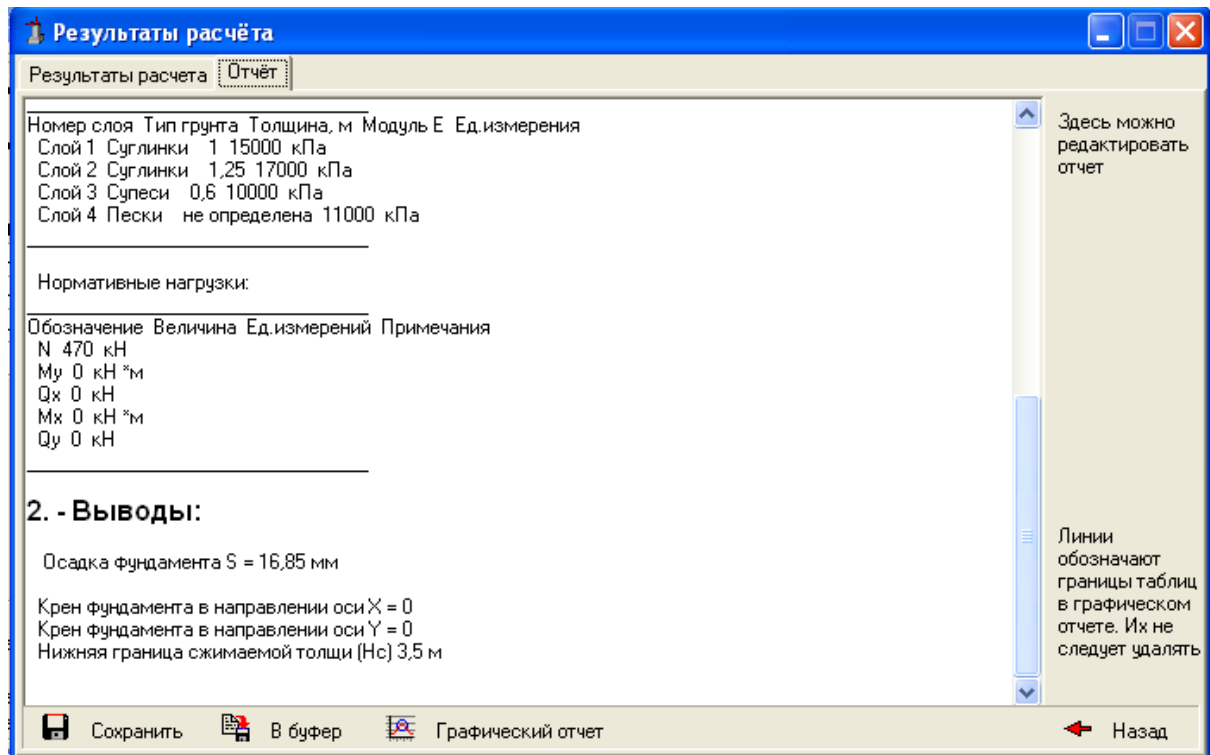 Результаты расчёта
Результаты расчета Отчёт
Номер слоя Тип грунта Толщина, м Модуль Е Ед.измерения
Слой 1 Суглинки 1 15000 кПа
Слой 2 Суглинки 1,25 17000 кПа
Слой 3 Супеси 0,6 10000 кПа
Слой 4 Пески не определена 11000 кПа
Нормативные нагрузки:
Обозначение Величина Ед.измерений Примечания
N 470 кН
My 0 кН *м
Qx 0 кН
Mx 0 кН *м
Qy 0 кН
2. - Выводы:
Осадка фундамента S = 16,85 мм
Крен фундамента в направлении оси X = 0
Крен фундамента в направлении оси Y = 0
Нижняя граница сжимаемой толщи (Hc) 3,5 м
Здесь можно
редактировать
отчет
Линии
обозначают
границы таблиц
в графическом
отчете. Их не
следует удалять
Сохранить В буфер Графический отчет Назад